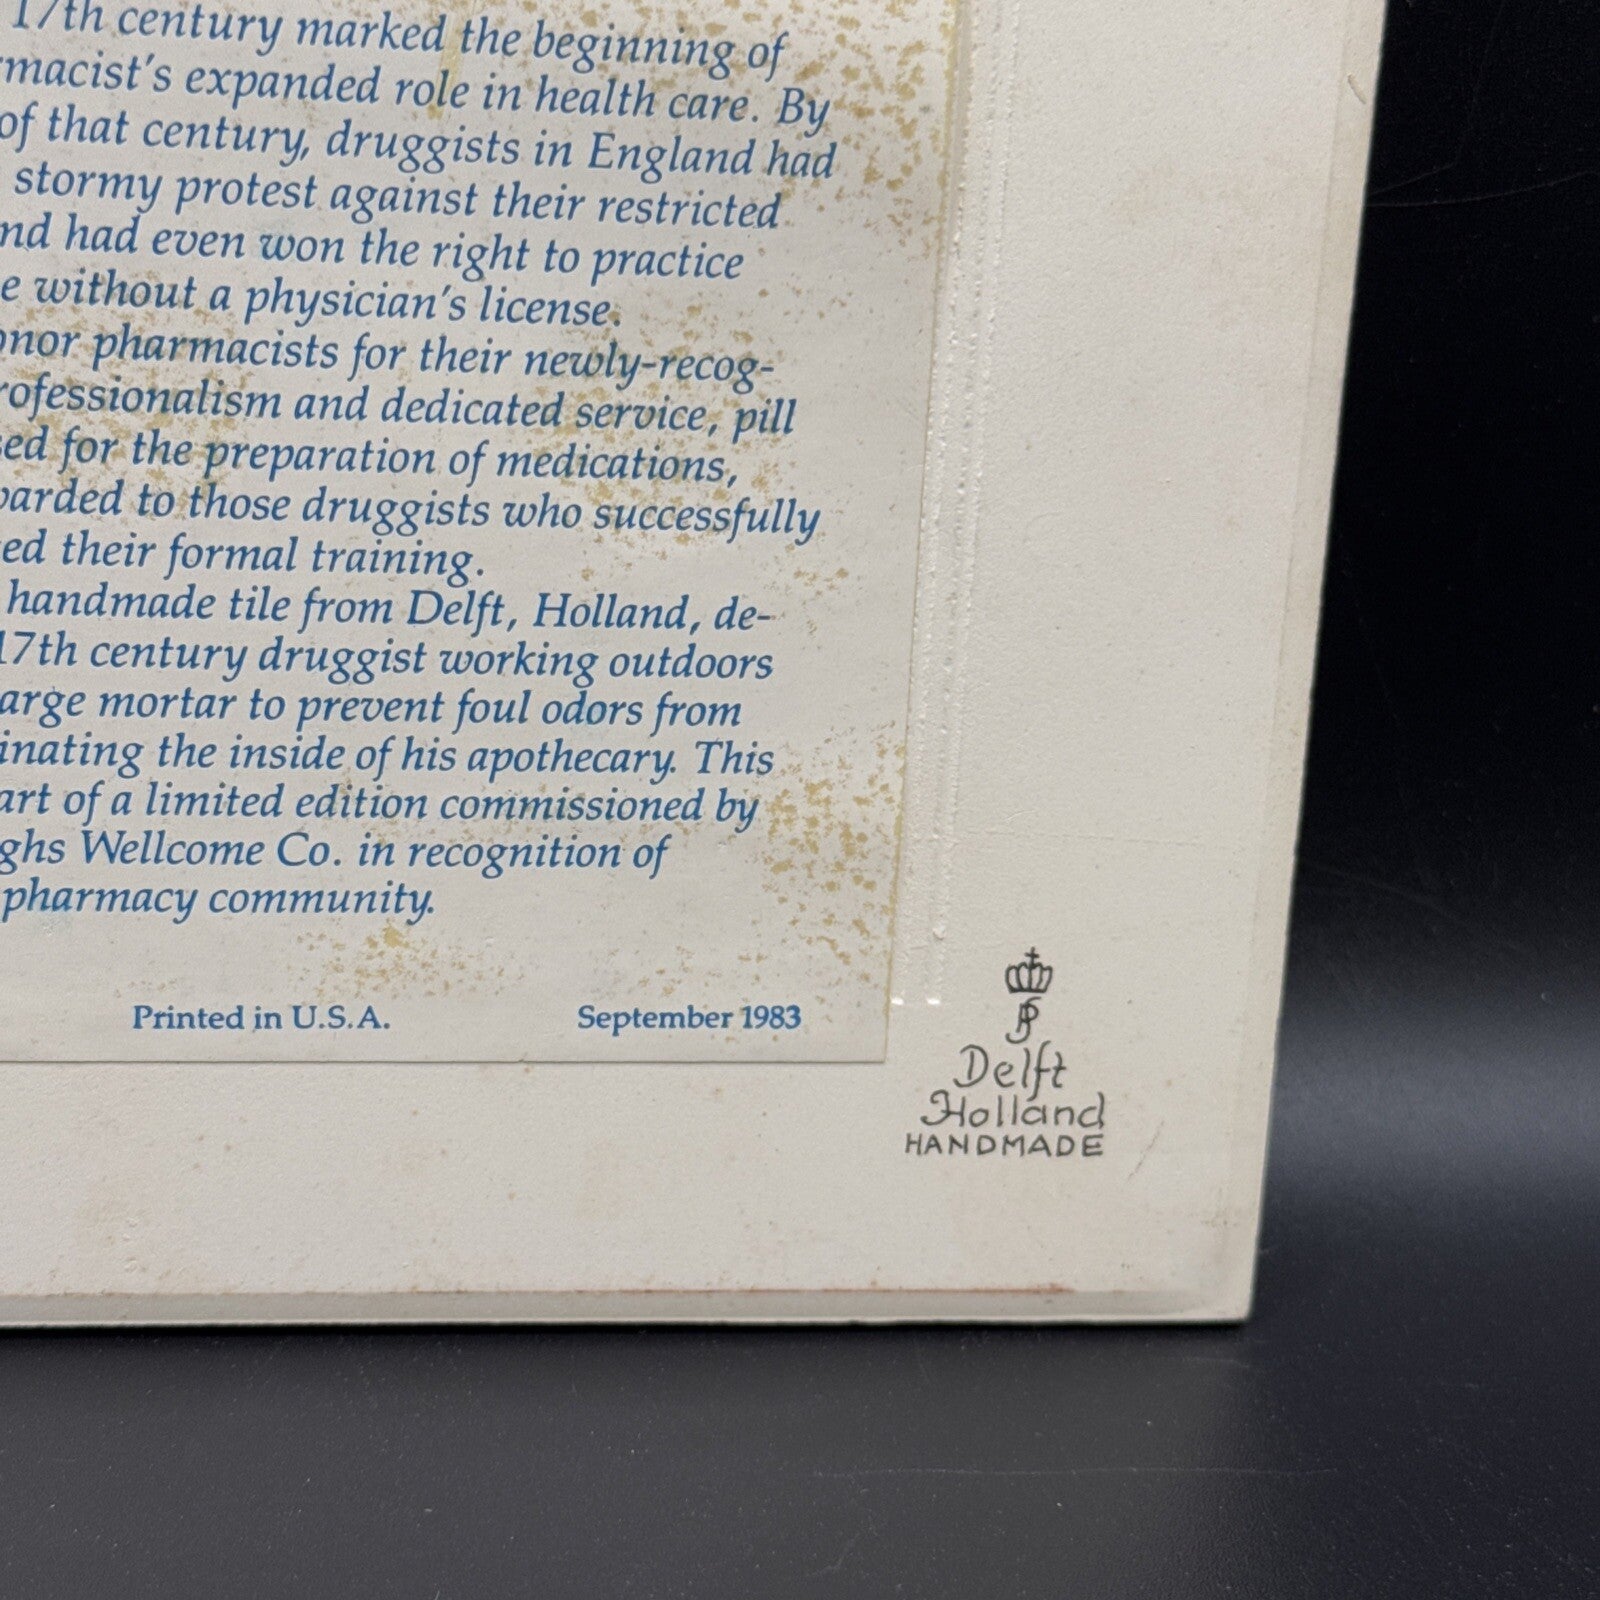 17th century marked the beginning of
rmacist's expanded role in health care. By
of that century, druggists in England had
stormy protest against their restricted
nd had even won the right to practice
e without a physician's license.
onor pharmacists for their newly-recog-
rofessionalism and dedicated service, pill
sed for the preparation of medications,
warded to those druggists who successfully
ted their formal training.
handmade tile from Delft, Holland, de-
17th century druggist working outdoors
arge mortar to prevent foul odors from
inating the inside of his apothecary. This
art of a limited edition commissioned by
ghs Wellcome Co. in recognition of
pharmacy community.
Printed in U.S.A. September 1983
Delft
Holland
HANDMADE